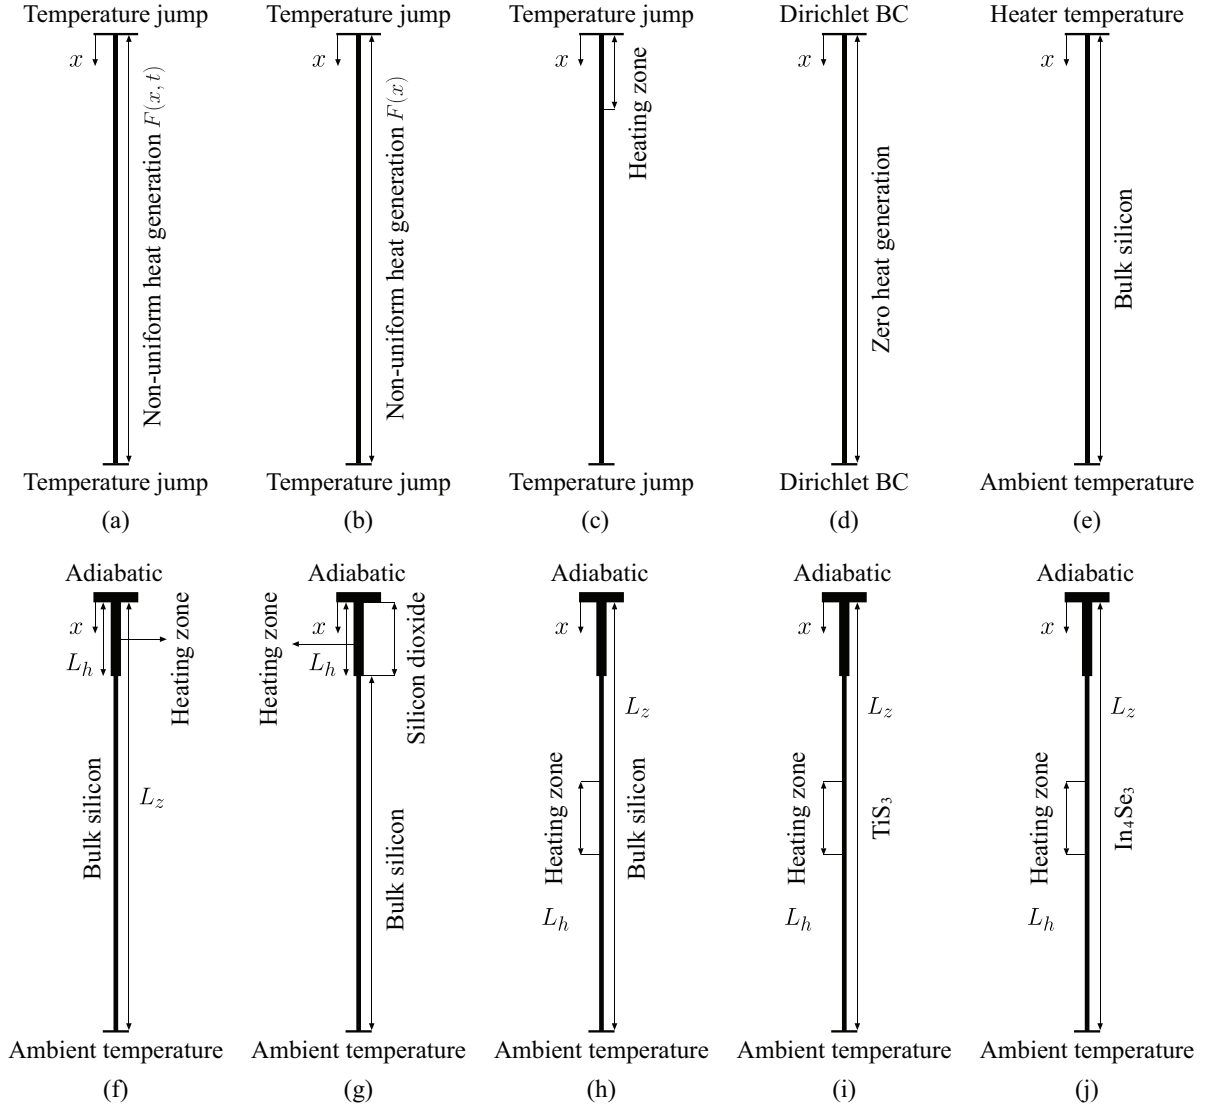 Temperature jump
x
Non-uniform heat generation F(x, t)
Temperature jump
(a)
Temperature jump
x
Non-uniform heat generation F(x)
Temperature jump
(b)
Temperature jump
x
Heating zone
Temperature jump
(c)
Dirichlet BC
x
Zero heat generation
Dirichlet BC
(d)
Heater temperature
x
Bulk silicon
Ambient temperature
(e)
Adiabatic
x
L_h
Heating zone
Bulk silicon
L_z
Ambient temperature
(f)
Adiabatic
x
L_h
Heating zone
Silicon dioxide
Bulk silicon
Ambient temperature
(g)
Adiabatic
x
L_z
Heating zone
Bulk silicon
L_h
Ambient temperature
(h)
Adiabatic
x
L_z
Heating zone
TiS₃
L_h
Ambient temperature
(i)
Adiabatic
x
L_z
Heating zone
In₄Se₃
L_h
Ambient temperature
(j)